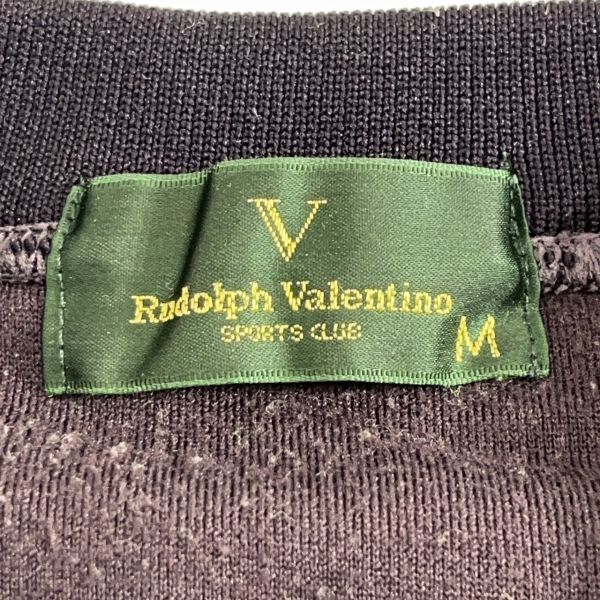 V
Rudolph Valentino
SPORTS CLUB
M